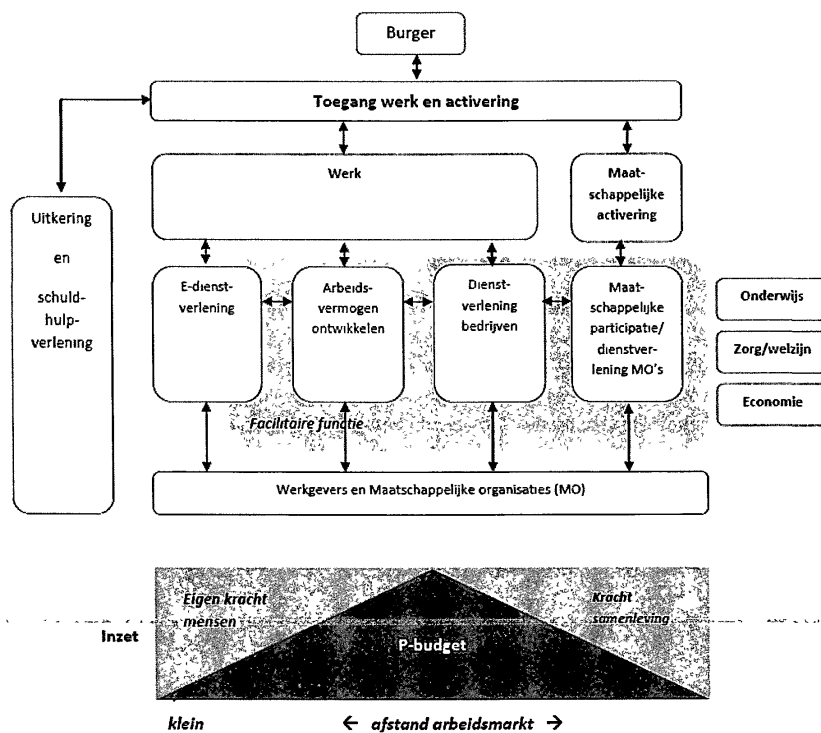 Burger
Toegang werk en activering
Werk
Maat-
schappelijke
activering
Uitkering
en
schuld-
hulp-
verlening
E-dienst-
verlening
Arbeids-
vermogen
ontwikkelen
Dienst-
verlening
bedrijven
Maat-
schappelijke
participatie/
dienstver-
lening MO's
Onderwijs
Zorg/welzijn
Economie
Facilitaire functie
Werkgevers en Maatschappelijke organisaties (MO)
Eigen kracht
mensen
Kracht
samenleving
Inzet
P-budget
klein ← afstand arbeidsmarkt →